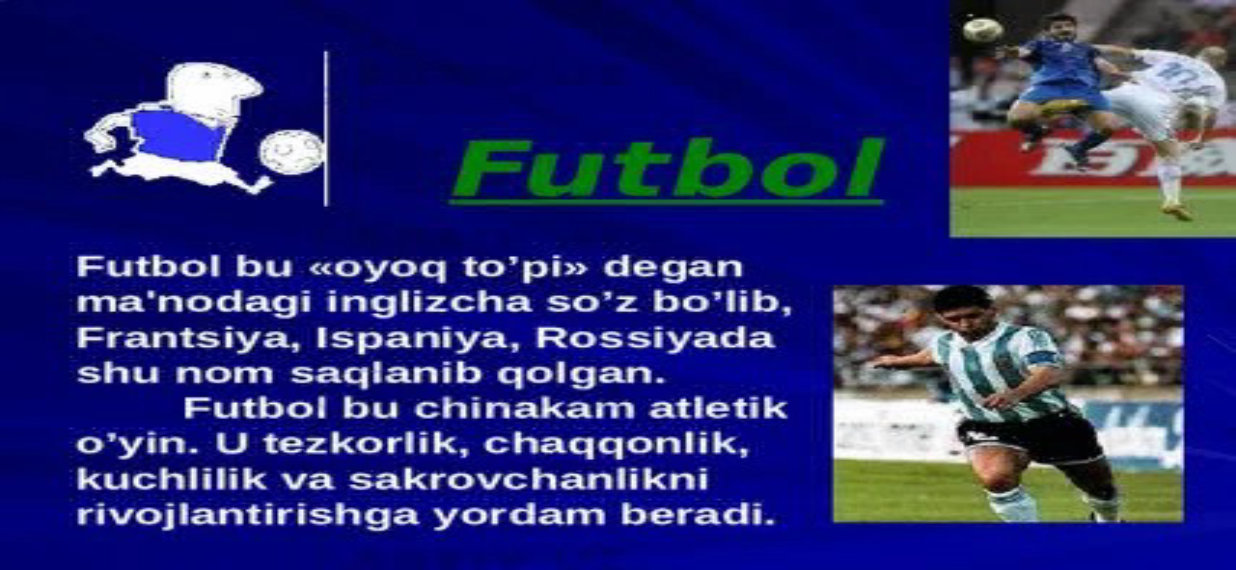 Futbol
Futbol bu «oyoq to’pi» degan
ma'nodagi inglizcha so’z bo’lib,
Frantsiya, Ispaniya, Rossiyada
shu nom saqlanib qolgan.
Futbol bu chinakam atletik
o’yin. U tezkorlik, chaqqonlik,
kuchlilik va sakrovchanlikni
rivojlantirishga yordam beradi.